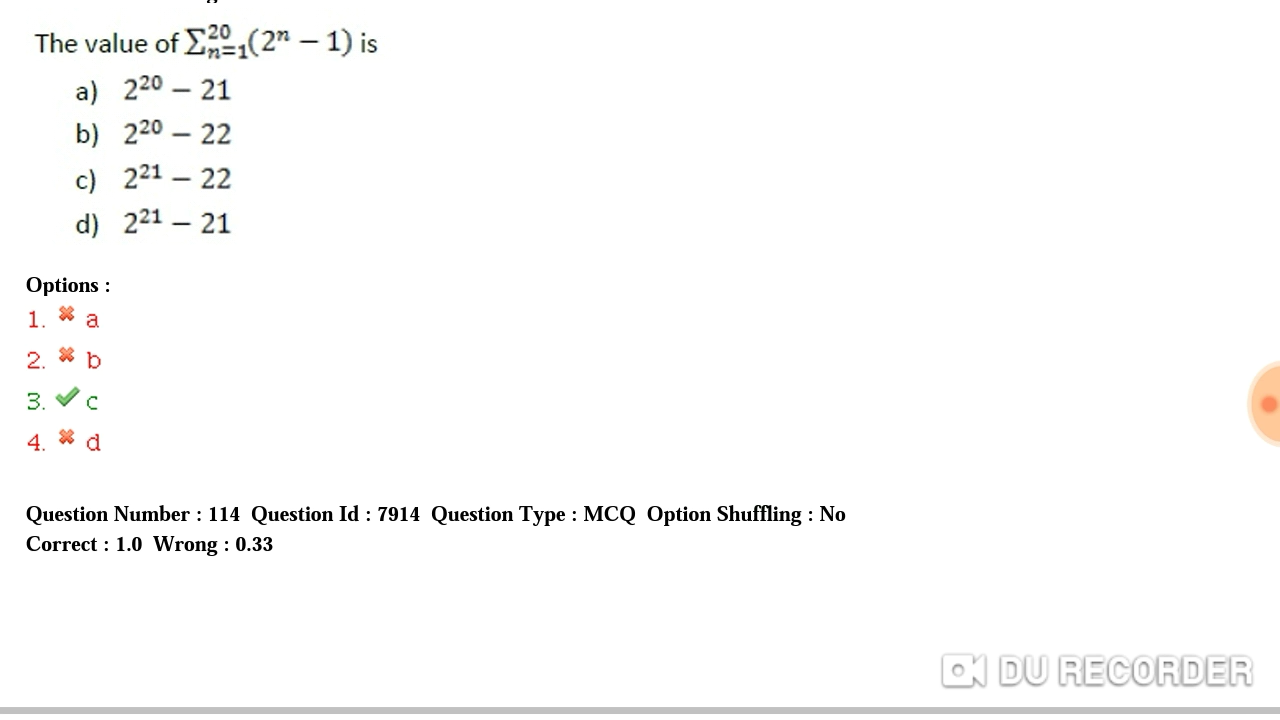 The value of ∑²⁰ₙ₌₁(2ⁿ − 1) is
a) 2²⁰ − 21
b) 2²⁰ − 22
c) 2²¹ − 22
d) 2²¹ − 21
Options :
1. ✖ a
2. ✖ b
3. ✔ c
4. ✖ d
Question Number : 114 Question Id : 7914 Question Type : MCQ Option Shuffling : No
Correct : 1.0 Wrong : 0.33
DU RECORDER